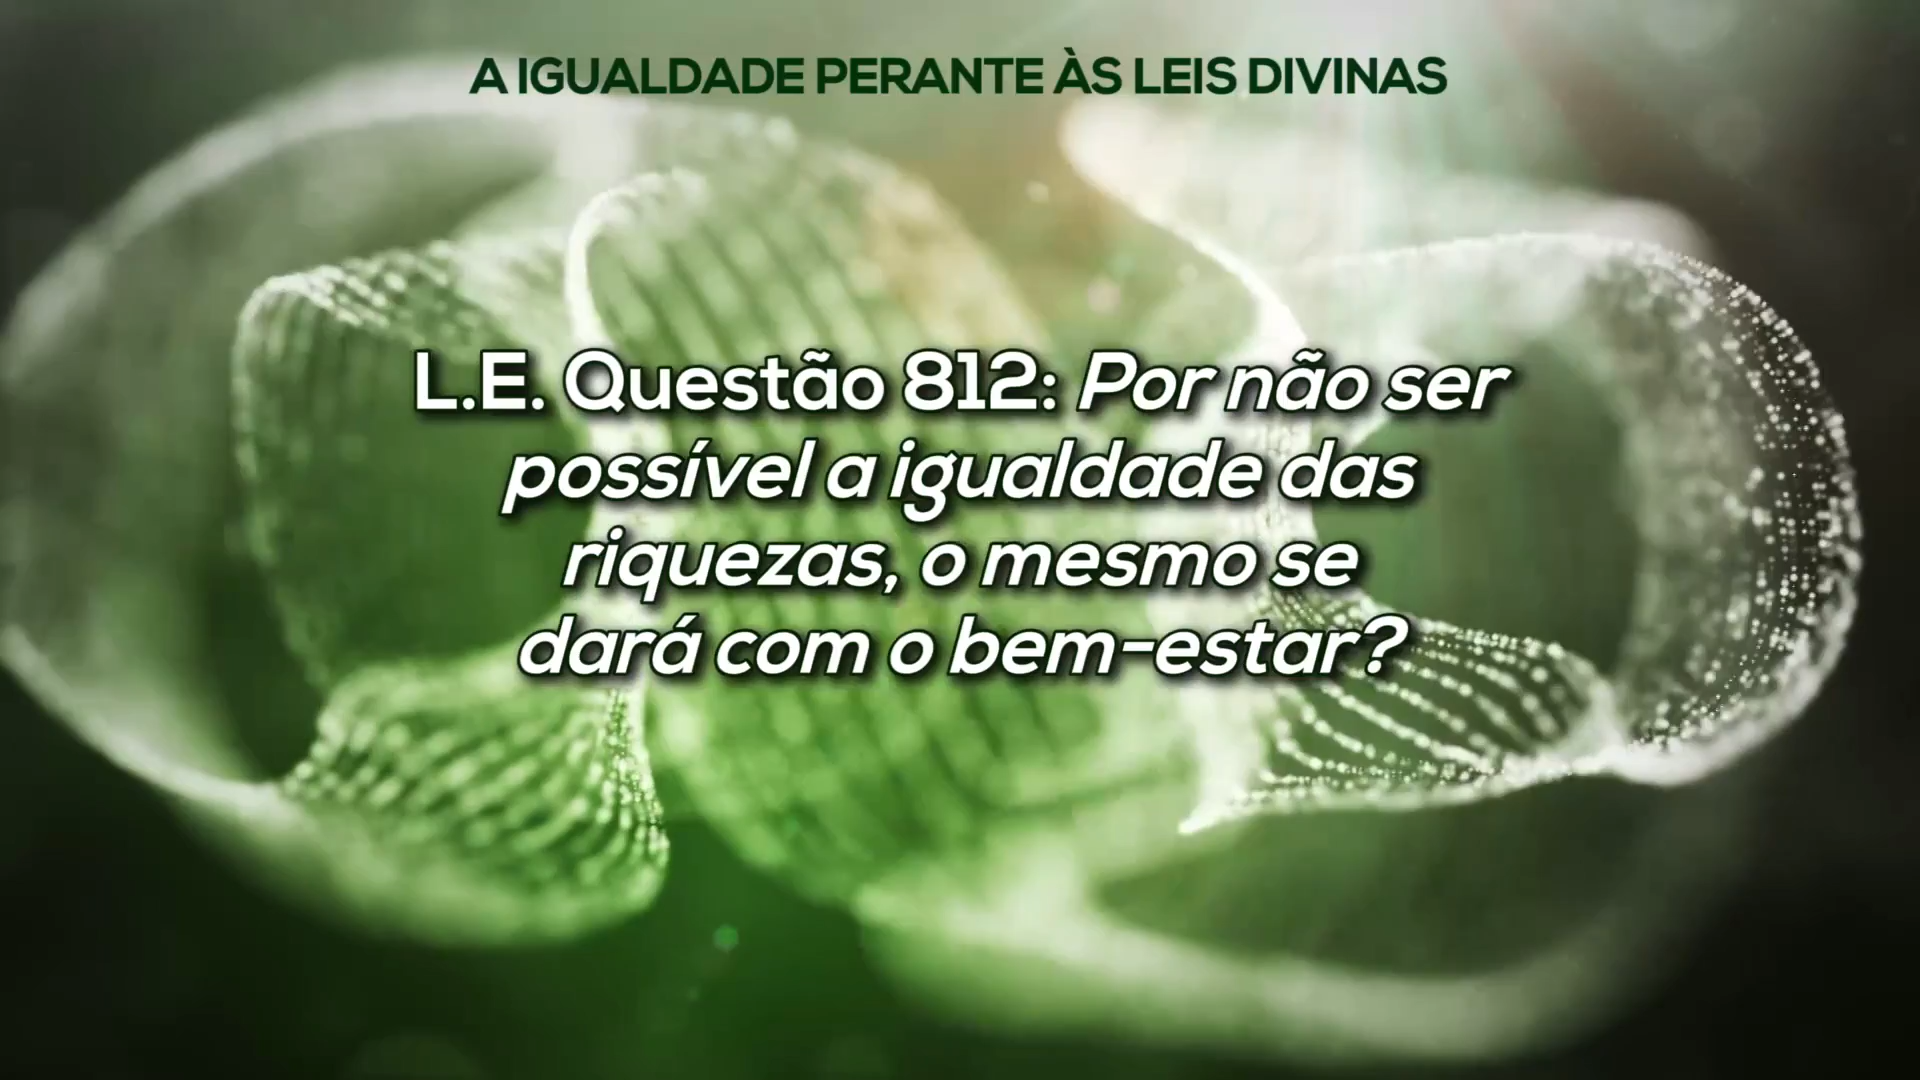 A IGUALDADE PERANTE ÀS LEIS DIVINAS
L.E. Questão 812: Por não ser
possível a igualdade das
riquezas, o mesmo se
dará com o bem-estar?